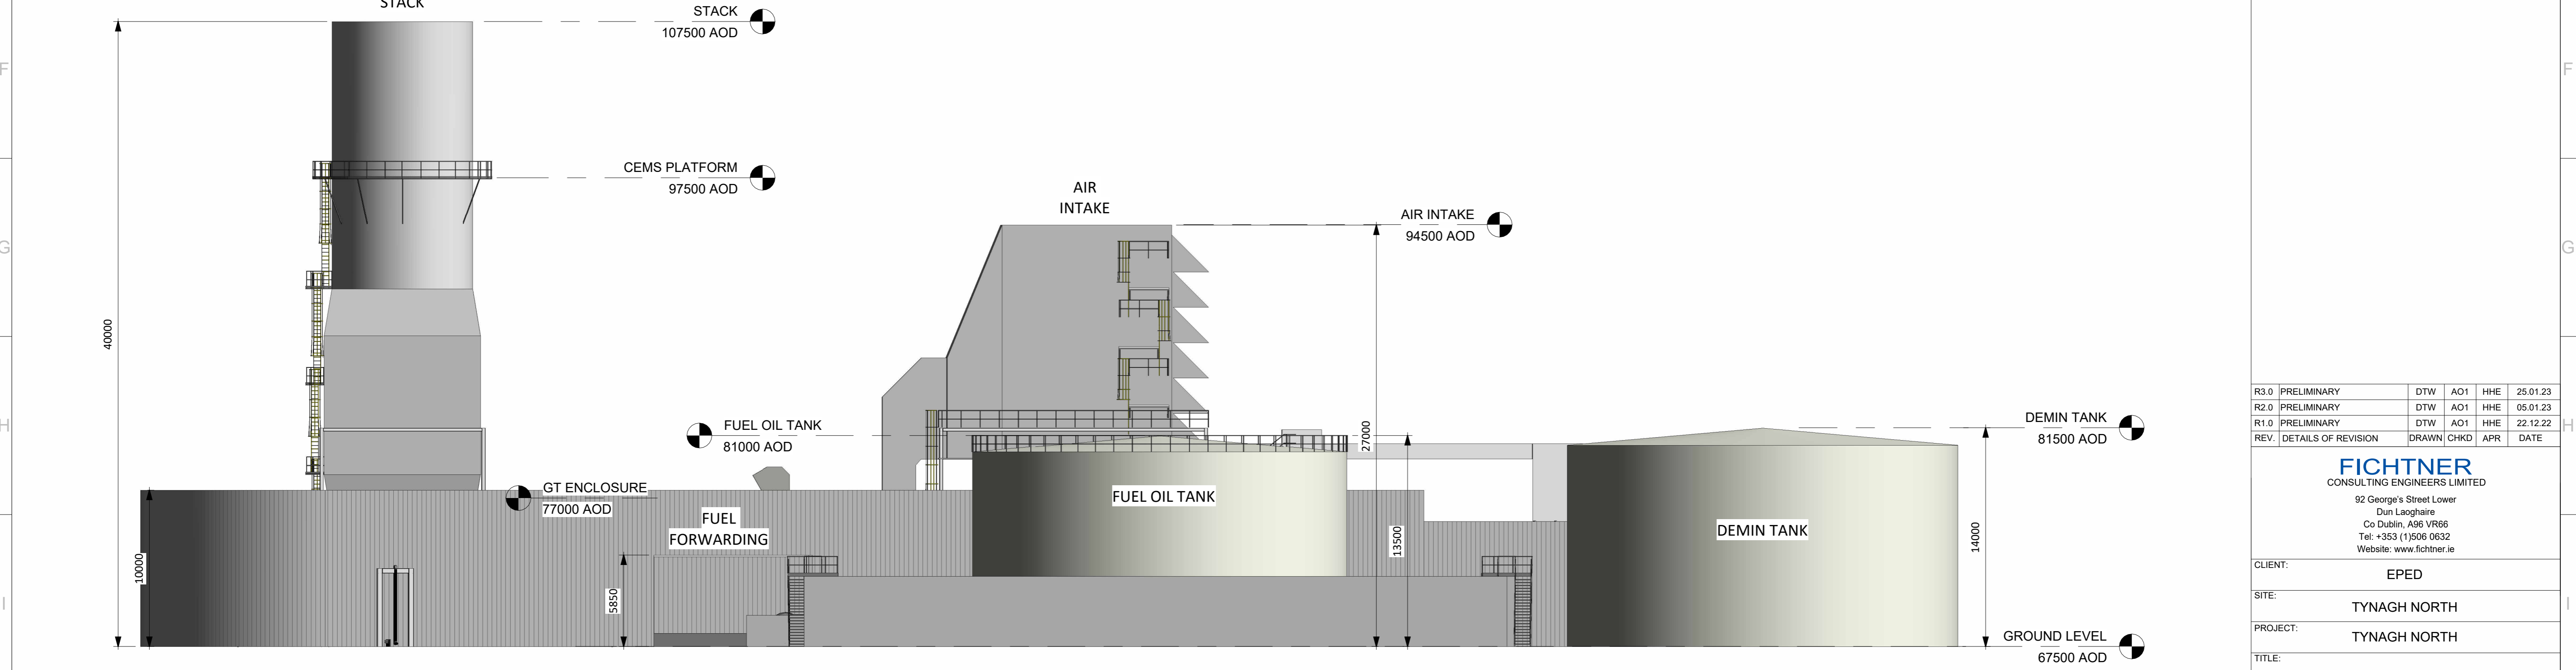 STACK
STACK
107500 AOD
F
F
CEMS PLATFORM
97500 AOD
AIR
INTAKE
AIR INTAKE
94500 AOD
G
G
40000
R3.0 PRELIMINARY DTW AO1 HHE 25.01.23
R2.0 PRELIMINARY DTW AO1 HHE 05.01.23
R1.0 PRELIMINARY DTW AO1 HHE 22.12.22
REV. DETAILS OF REVISION DRAWN CHKD APR DATE
H
H
FUEL OIL TANK
81000 AOD
27000
DEMIN TANK
81500 AOD
GT ENCLOSURE
77000 AOD
FUEL
FORWARDING
FUEL OIL TANK
DEMIN TANK
10000
5850
13500
14000
FICHTNER
CONSULTING ENGINEERS LIMITED
92 George's Street Lower
Dun Laoghaire
Co Dublin, A96 VR66
Tel: +353 (1)506 0632
Website: www.fichtner.ie
CLIENT:
EPED
I
I
SITE:
TYNAGH NORTH
PROJECT:
TYNAGH NORTH
GROUND LEVEL
67500 AOD
TITLE: